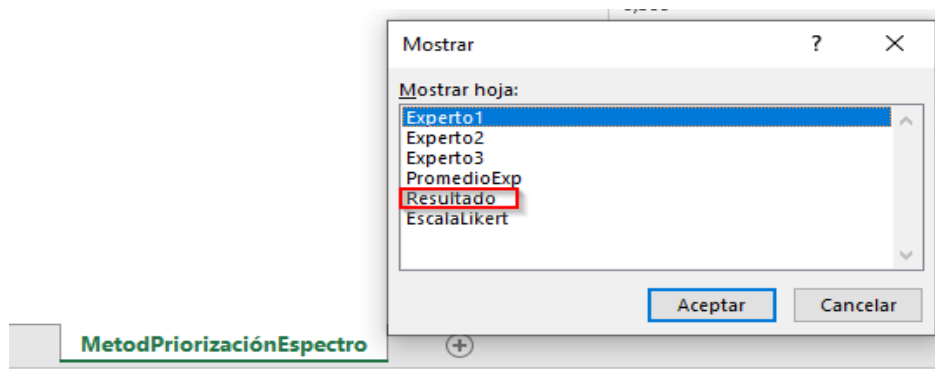 Mostrar ? ×
Mostrar hoja:
Experto1
Experto2
Experto3
PromedioExp
Resultado
EscalaLikert
Aceptar Cancelar
MetodPriorizaciónEspectro